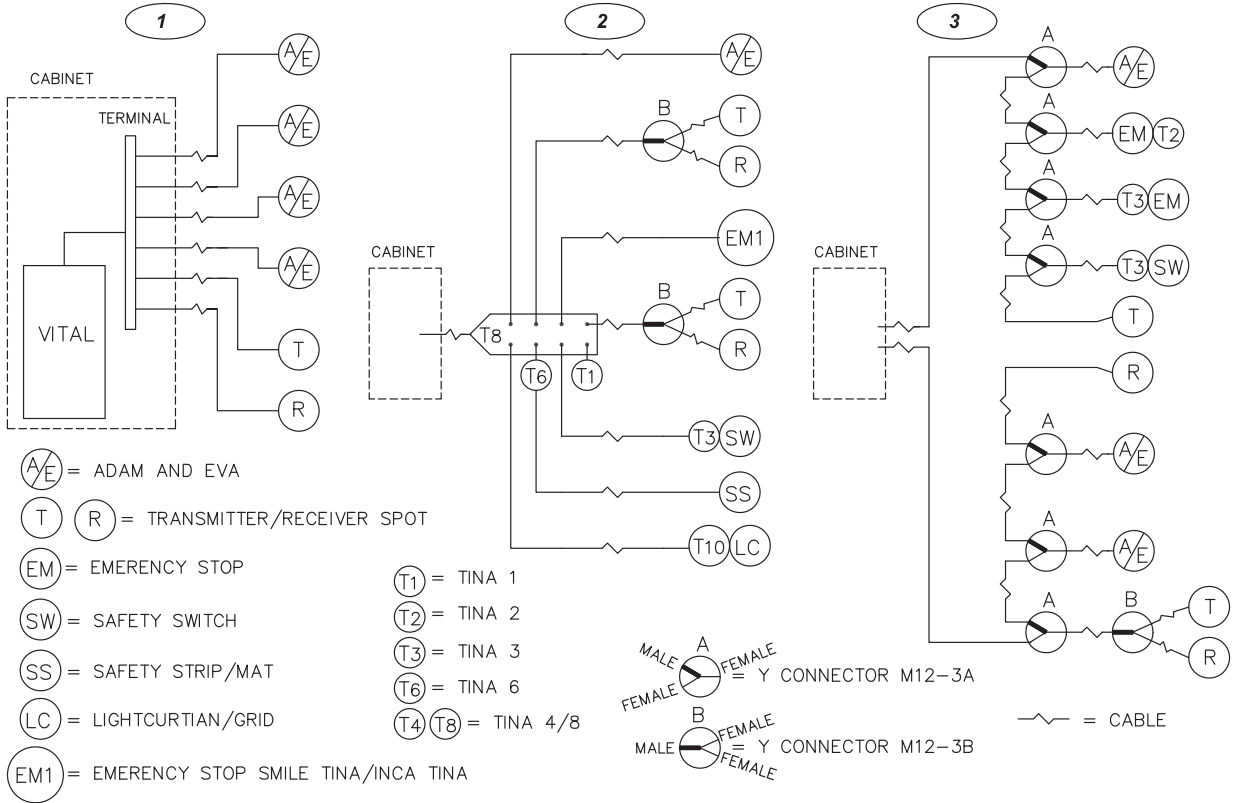 1
CABINET
TERMINAL
VITAL
A/E
A/E
A/E
A/E
T
R
2
CABINET
T8
A/E
B
T
R
EM1
B
T
R
T6
T1
T3 SW
SS
T10 LC
3
CABINET
A
A/E
A
EM T2
A
T3 EM
A
T3 SW
T
R
A
A/E
A
A/E
A
B
T
R
A/E = ADAM AND EVA
T R = TRANSMITTER/RECEIVER SPOT
EM = EMERENCY STOP
SW = SAFETY SWITCH
SS = SAFETY STRIP/MAT
LC = LIGHTCURTIAN/GRID
EM1 = EMERENCY STOP SMILE TINA/INCA TINA
T1 = TINA 1
T2 = TINA 2
T3 = TINA 3
T6 = TINA 6
T4 T8 = TINA 4/8
A
MALE FEMALE
FEMALE
= Y CONNECTOR M12-3A
B
MALE FEMALE
FEMALE
= Y CONNECTOR M12-3B
= CABLE